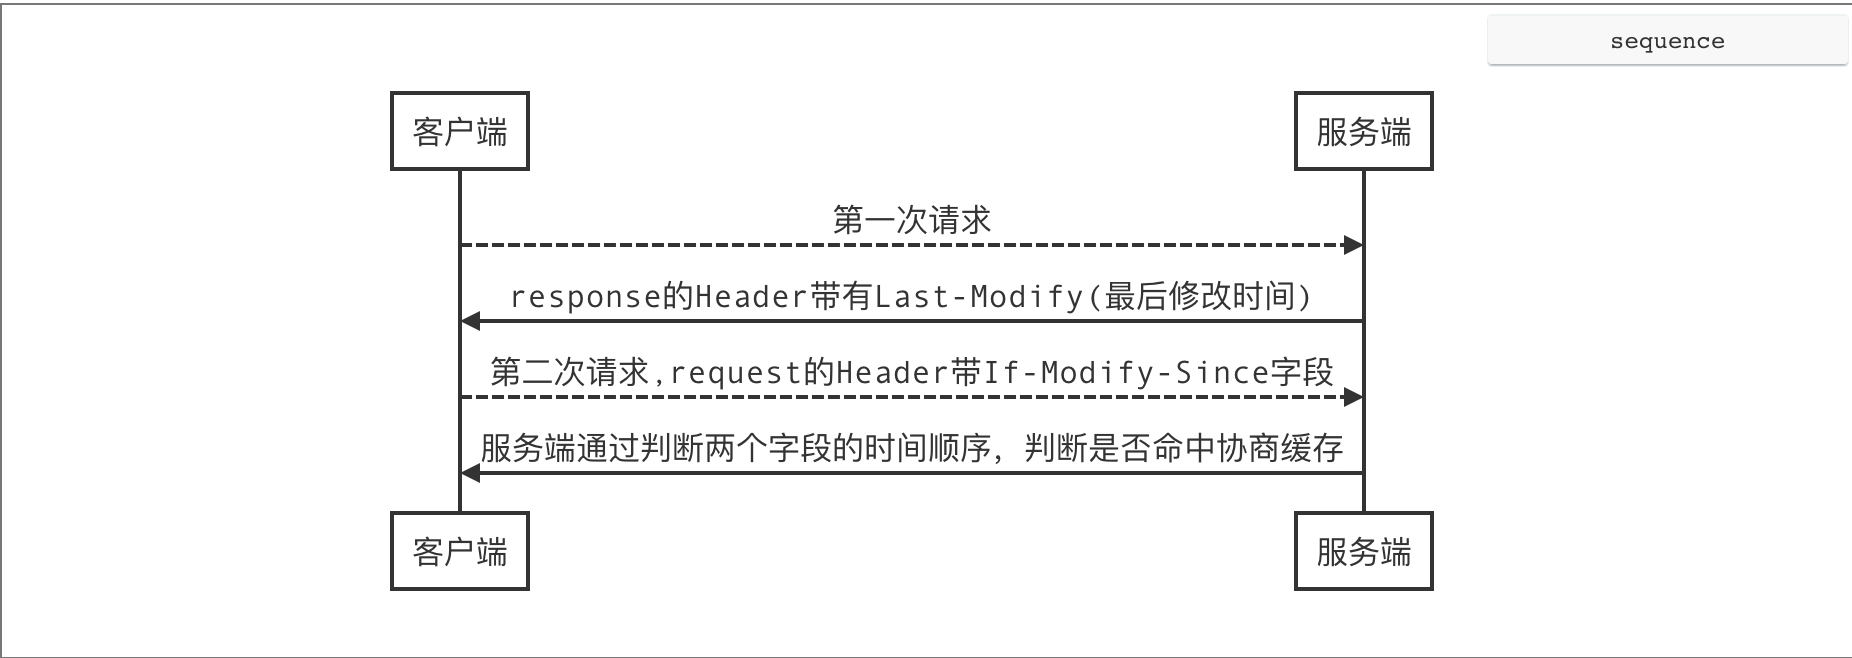 sequence
客户端
服务端
第一次请求
response的Header带有Last-Modify(最后修改时间)
第二次请求,request的Header带If-Modify-Since字段
服务端通过判断两个字段的时间顺序，判断是否命中协商缓存
客户端
服务端